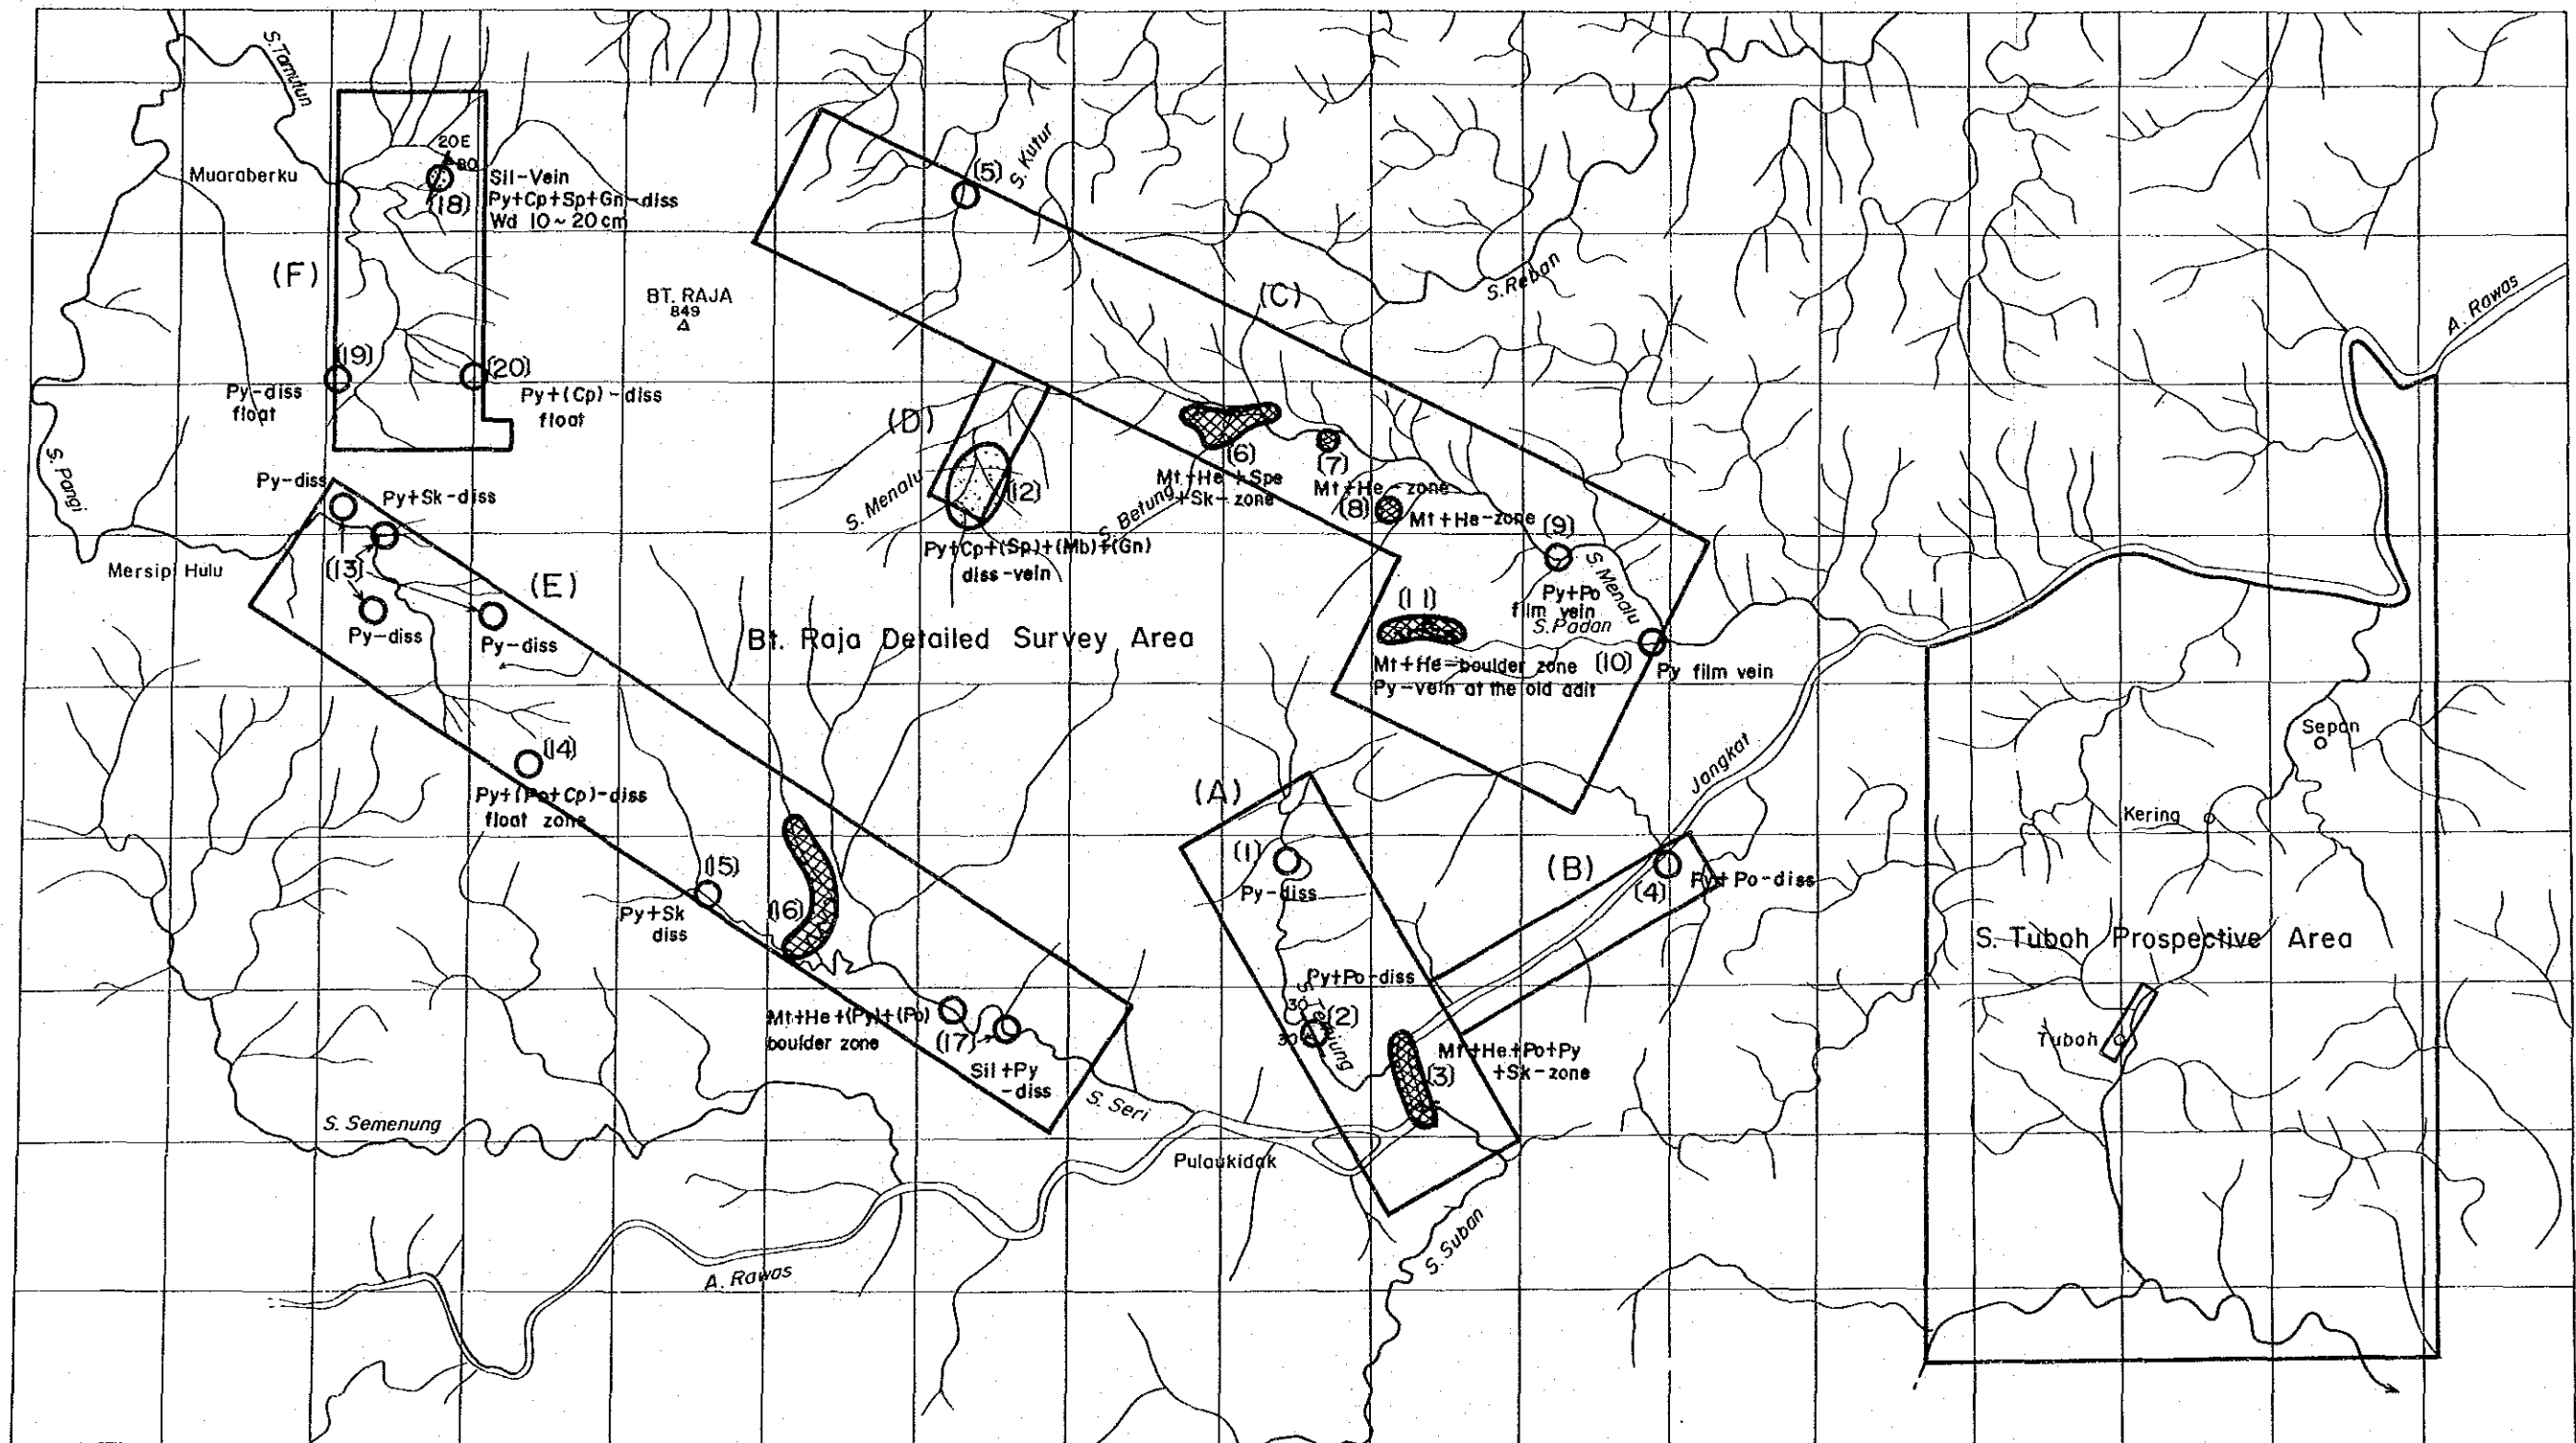 S. Tamutun
Muaraberku
20E
80
(18)
Sil-Vein
Py+Cp+Sp+Gn-diss
Wd 10~20cm
(F)
(19)
Py-diss
float
(20)
Py+(Cp)-diss
float
BT. RAJA
849
S. Pangi
Mersip Hulu
(5)
S. Kutur
(C)
S. Reban
A. Rawas
(D)
S. Menalu
(12)
Py+Cp+(Sp)+(Mb)+(Gn)
diss-vein
S. Betung
(6)
Mt+He+Spe
+Sk-zone
(7)
Mt+He-zone
(8)
Mt+He-zone
(9)
Py+Po
film vein
S. Menalu
S. Padan
(10)
Py film vein
(11)
Mt+He-boulder zone
Py-vein at the old adit
Py-diss
Py+Sk-diss
(13)
(E)
Py-diss
Py-diss
Bt. Raja Detailed Survey Area
(14)
Py+(Po+Cp)-diss
float zone
(15)
Py+Sk
diss
(16)
Mt+He+(Py)+(Po)
boulder zone
(17)
Sil+Py
-diss
S. Seri
S. Semenung
A. Rawas
(A)
(1)
Py-diss
Py+Po-diss
30
30
(2)
S. Tenjung
(3)
Mt+He+Po+Py
+Sk-zone
Pulaukidak
S. Suban
(B)
(4)
Py+Po-diss
Jangkat
S. Tuboh Prospective Area
Sepan
Kering
Tuboh